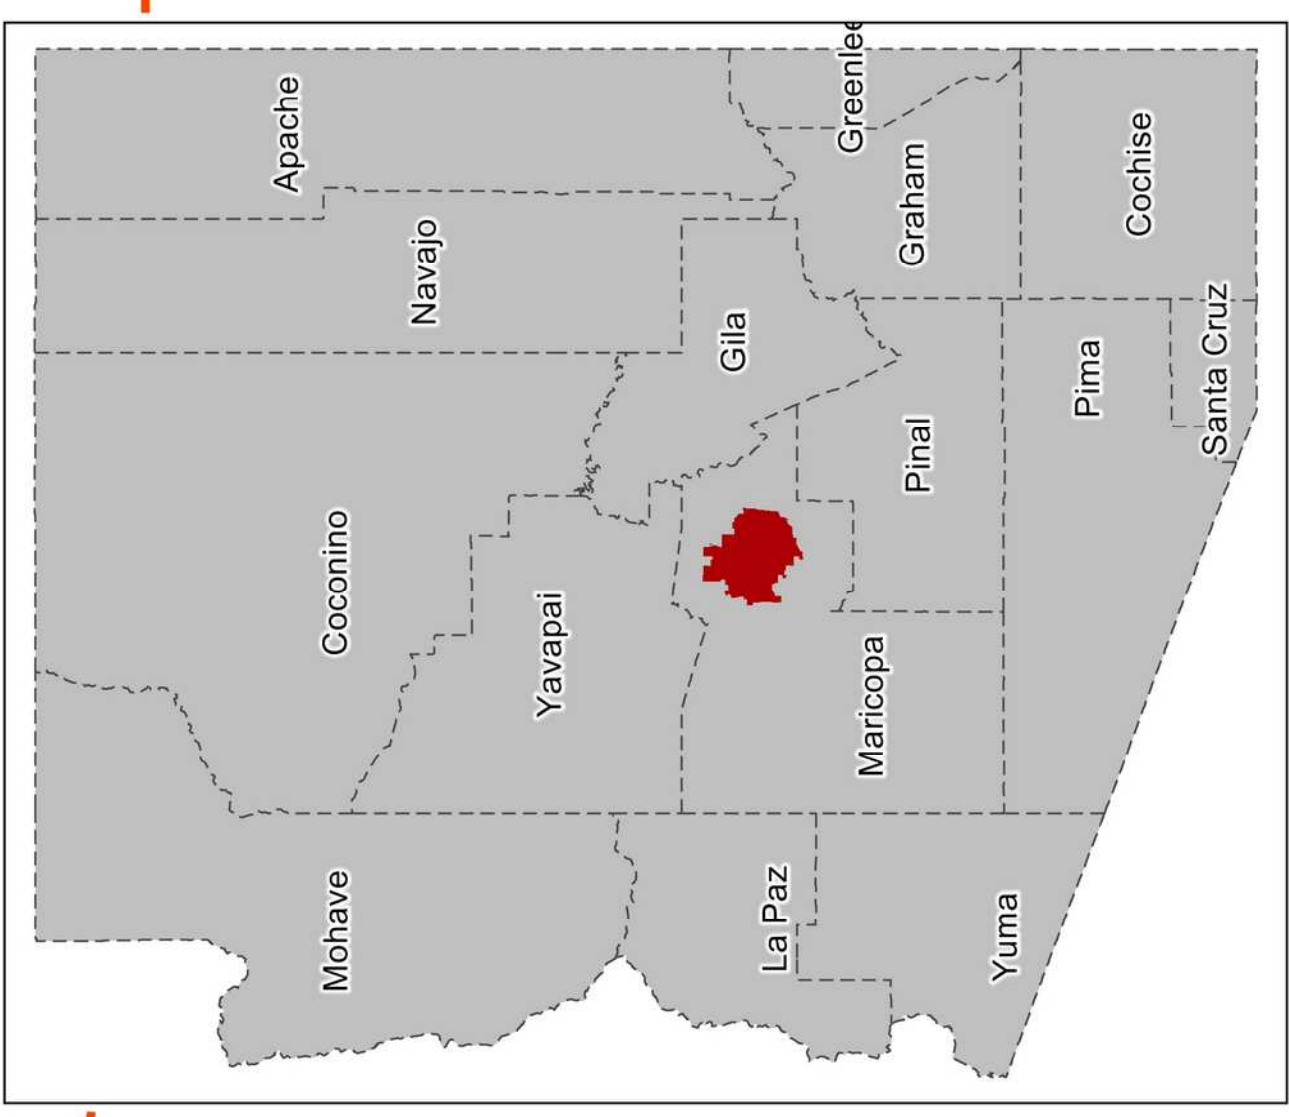 Mohave
Coconino
Navajo
Apache
Yavapai
La Paz
Gila
Maricopa
Greenlee
Yuma
Pinal
Graham
Pima
Cochise
Santa Cruz